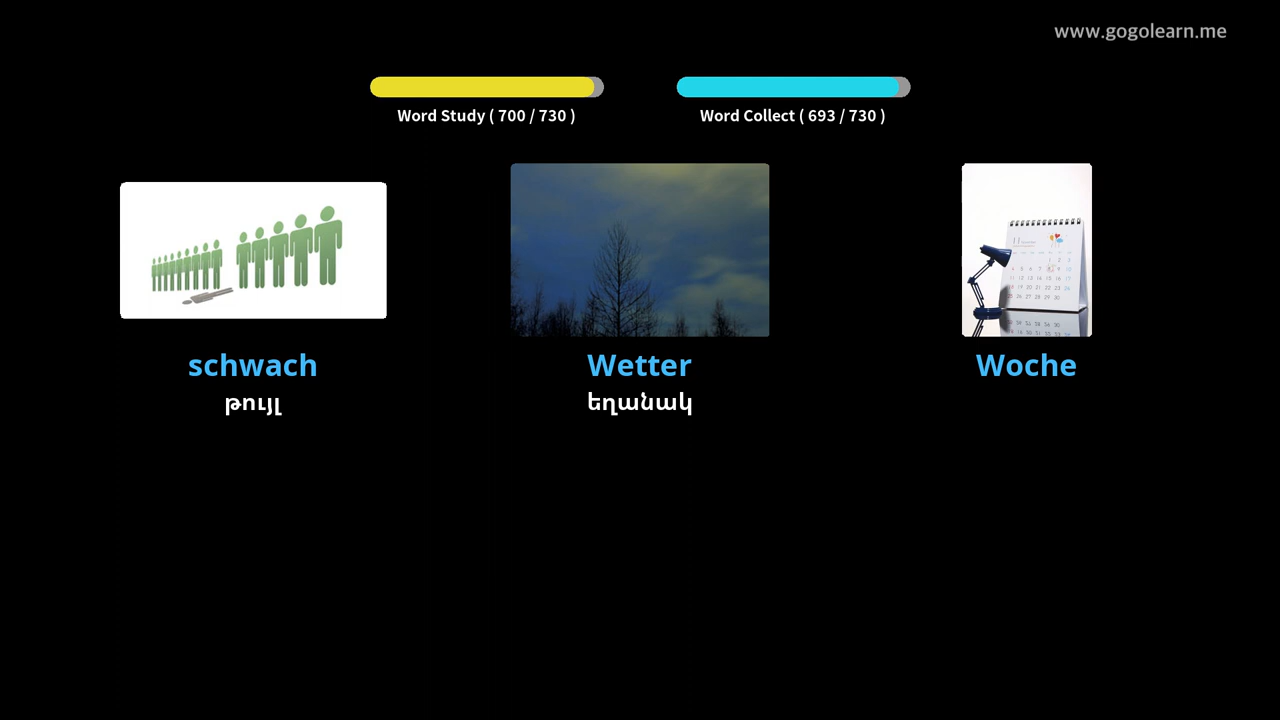 www.gogolearn.me
Word Study ( 700 / 730 )
Word Collect ( 693 / 730 )
schwach
թույլ
Wetter
եղանակ
Woche